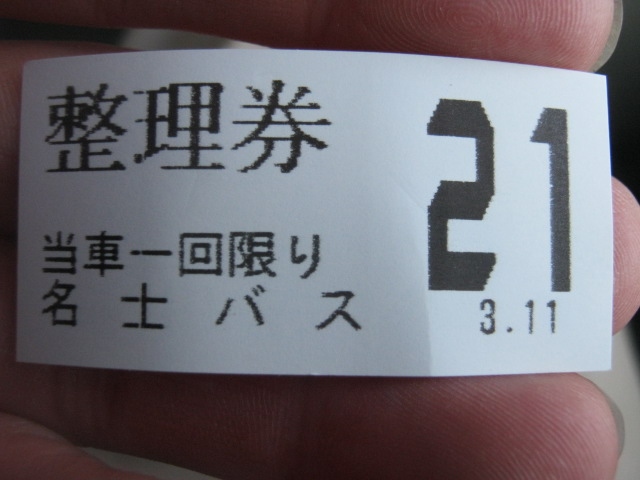 整理券
21
当車一回限り
名士バス
3.11